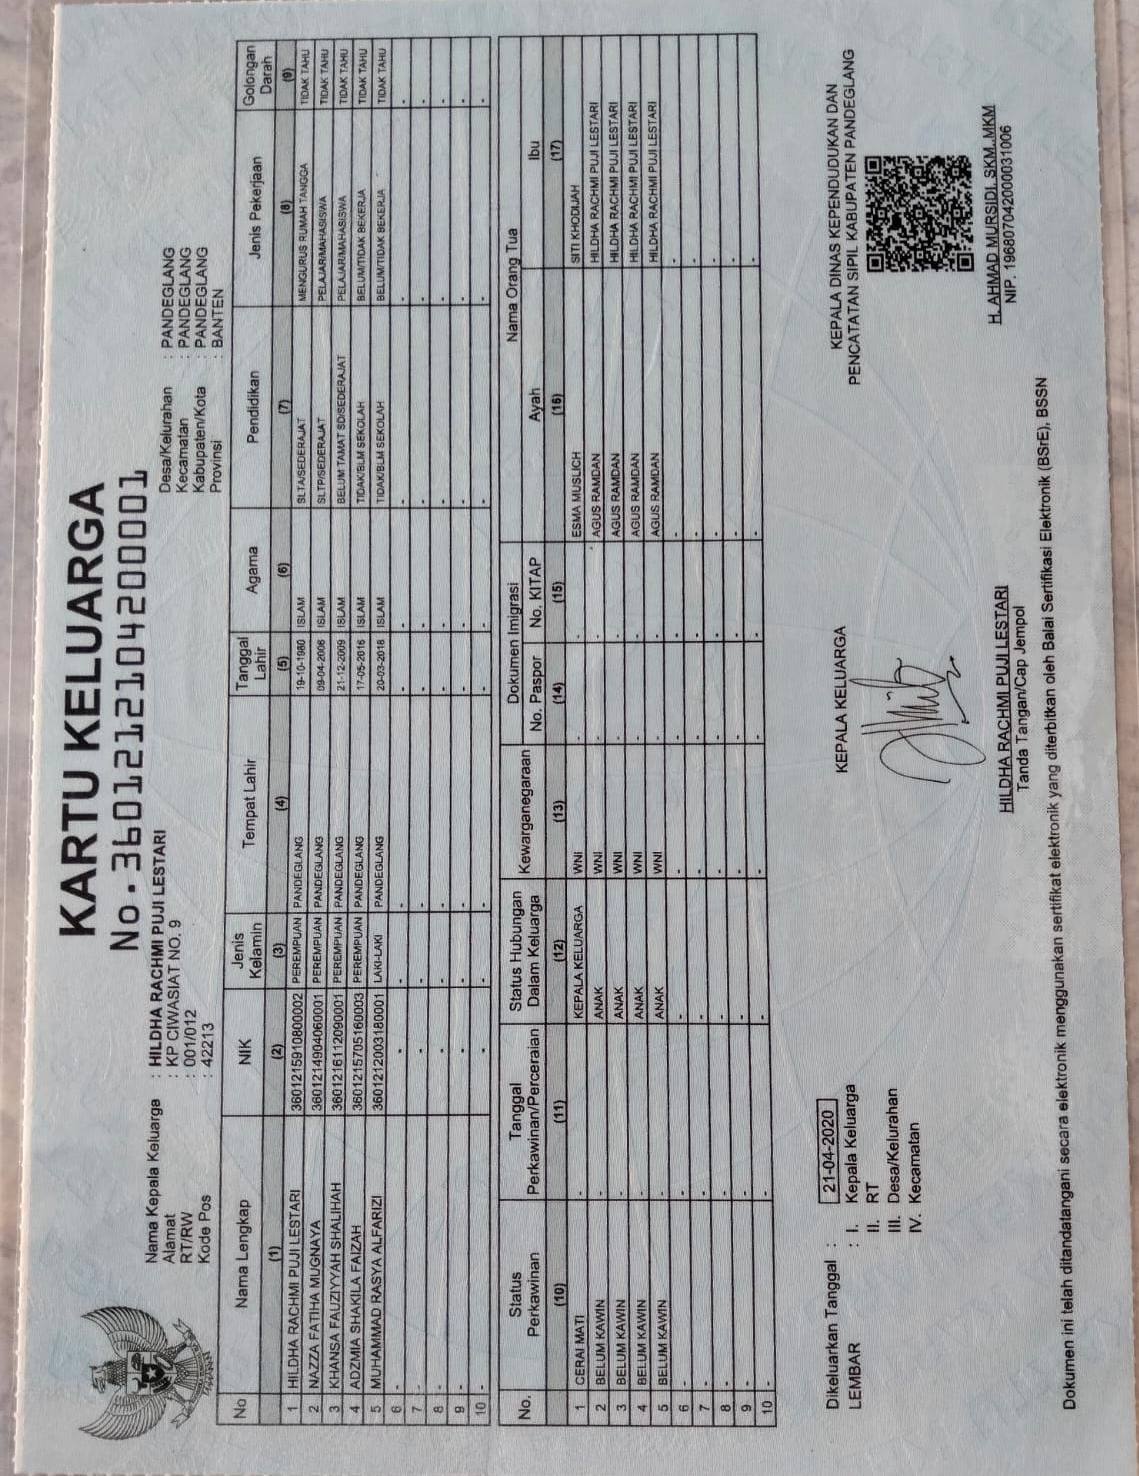 KARTU KELUARGA
No. 3601212104200001
Nama Kepala Keluarga : HILDHA RACHMI PUJI LESTARI
Alamat : KP CIWASIAT NO. 9
RT/RW : 001/012
Kode Pos : 42213
Desa/Kelurahan : PANDEGLANG
Kecamatan : PANDEGLANG
Kabupaten/Kota : PANDEGLANG
Provinsi : BANTEN
No Nama Lengkap NIK Jenis Kelamin Tempat Lahir Tanggal Lahir Agama Pendidikan Jenis Pekerjaan Golongan Darah
(1) (2) (3) (4) (5) (6) (7) (8) (9)
1 HILDHA RACHMI PUJI LESTARI 3601215910800002 PEREMPUAN PANDEGLANG 19-10-1980 ISLAM SLTA/SEDERAJAT MENGURUS RUMAH TANGGA TIDAK TAHU
2 NAZZA FATIHA MUGNAYA 3601214904060001 PEREMPUAN PANDEGLANG 09-04-2006 ISLAM SLTP/SEDERAJAT PELAJAR/MAHASISWA TIDAK TAHU
3 KHANSA FAUZIYYAH SHALIHAH 3601216112090001 PEREMPUAN PANDEGLANG 21-12-2009 ISLAM BELUM TAMAT SD/SEDERAJAT PELAJAR/MAHASISWA TIDAK TAHU
4 ADZMIA SHAKILA FAIZAH 3601215705160003 PEREMPUAN PANDEGLANG 17-05-2016 ISLAM TIDAK/BLM SEKOLAH BELUM/TIDAK BEKERJA TIDAK TAHU
5 MUHAMMAD RASYA ALFARIZI 3601212003180001 LAKI-LAKI PANDEGLANG 20-03-2018 ISLAM TIDAK/BLM SEKOLAH BELUM/TIDAK BEKERJA TIDAK TAHU
6 - - - - - - - - -
7 - - - - - - - - -
8 - - - - - - - - -
9 - - - - - - - - -
10 - - - - - - - - -
No. Status Perkawinan Tanggal Perkawinan/Perceraian Status Hubungan Dalam Keluarga Kewarganegaraan Dokumen Imigrasi Nama Orang Tua
No. Paspor No. KITAP Ayah Ibu
(10) (11) (12) (13) (14) (15) (16) (17)
1 CERAI MATI - KEPALA KELUARGA WNI - - ESMA MUSLICH SITI KHODIJAH
2 BELUM KAWIN - ANAK WNI - - AGUS RAMDAN HILDHA RACHMI PUJI LESTARI
3 BELUM KAWIN - ANAK WNI - - AGUS RAMDAN HILDHA RACHMI PUJI LESTARI
4 BELUM KAWIN - ANAK WNI - - AGUS RAMDAN HILDHA RACHMI PUJI LESTARI
5 BELUM KAWIN - ANAK WNI - - AGUS RAMDAN HILDHA RACHMI PUJI LESTARI
6 - - - - - - - -
7 - - - - - - - -
8 - - - - - - - -
9 - - - - - - - -
10 - - - - - - - -
Dikeluarkan Tanggal : 21-04-2020
LEMBAR : I. Kepala Keluarga
II. RT
III. Desa/Kelurahan
IV. Kecamatan
KEPALA KELUARGA
HILDHA RACHMI PUJI LESTARI
Tanda Tangan/Cap Jempol
KEPALA DINAS KEPENDUDUKAN DAN
PENCATATAN SIPIL KABUPATEN PANDEGLANG
H. AHMAD MURSIDI, SKM.,MKM
NIP. 196807042000031006
Dokumen ini telah ditandatangani secara elektronik menggunakan sertifikat elektronik yang diterbitkan oleh Balai Sertifikasi Elektronik (BSrE), BSSN